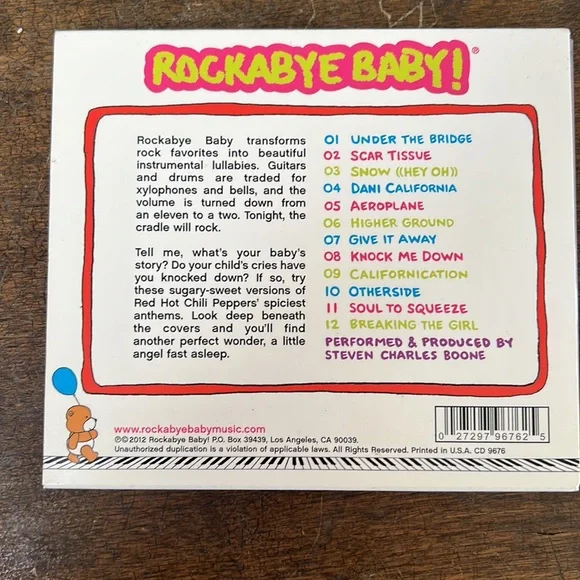 ROCKABYE BABY!®
Rockabye Baby transforms
rock favorites into beautiful
instrumental lullabies. Guitars
and drums are traded for
xylophones and bells, and the
volume is turned down from
an eleven to a two. Tonight, the
cradle will rock.
Tell me, what's your baby's
story? Do your child's cries have
you knocked down? If so, try
these sugary-sweet versions of
Red Hot Chili Peppers' spiciest
anthems. Look deep beneath
the covers and you'll find
another perfect wonder, a little
angel fast asleep.
01 UNDER THE BRIDGE
02 SCAR TISSUE
03 SNOW ((HEY OH))
04 DANI CALIFORNIA
05 AEROPLANE
06 HIGHER GROUND
07 GIVE IT AWAY
08 KNOCK ME DOWN
09 CALIFORNICATION
10 OTHERSIDE
11 SOUL TO SQUEEZE
12 BREAKING THE GIRL
PERFORMED & PRODUCED BY
STEVEN CHARLES BOONE
www.rockabyebabymusic.com
℗©2012 Rockabye Baby! P.O. Box 39439, Los Angeles, CA 90039.
Unauthorized duplication is a violation of applicable laws. All Rights Reserved. Printed in U.S.A. CD 9676
0 27297 96762 5